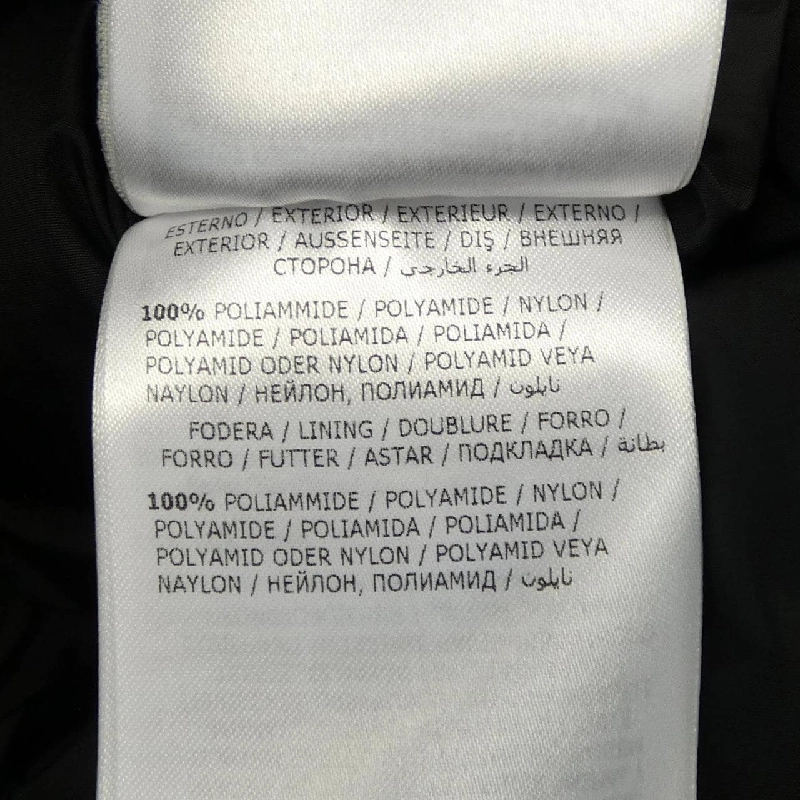 ESTERNO / EXTERIOR / EXTERIEUR / EXTERNO /
EXTERIOR / AUSSENSEITE / DIŞ / ВНЕШНЯЯ
СТОРОНА / الجزء الخارجي
100% POLIAMMIDE / POLYAMIDE / NYLON /
POLYAMIDE / POLIAMIDA / POLIAMIDA /
POLYAMID ODER NYLON / POLYAMID VEYA
NAYLON / НЕЙЛОН, ПОЛИАМИД / نايلون
FODERA / LINING / DOUBLURE / FORRO /
FORRO / FUTTER / ASTAR / ПОДКЛАДКА / بطانة
100% POLIAMMIDE / POLYAMIDE / NYLON /
POLYAMIDE / POLIAMIDA / POLIAMIDA /
POLYAMID ODER NYLON / POLYAMID VEYA
NAYLON / НЕЙЛОН, ПОЛИАМИД / نايلون